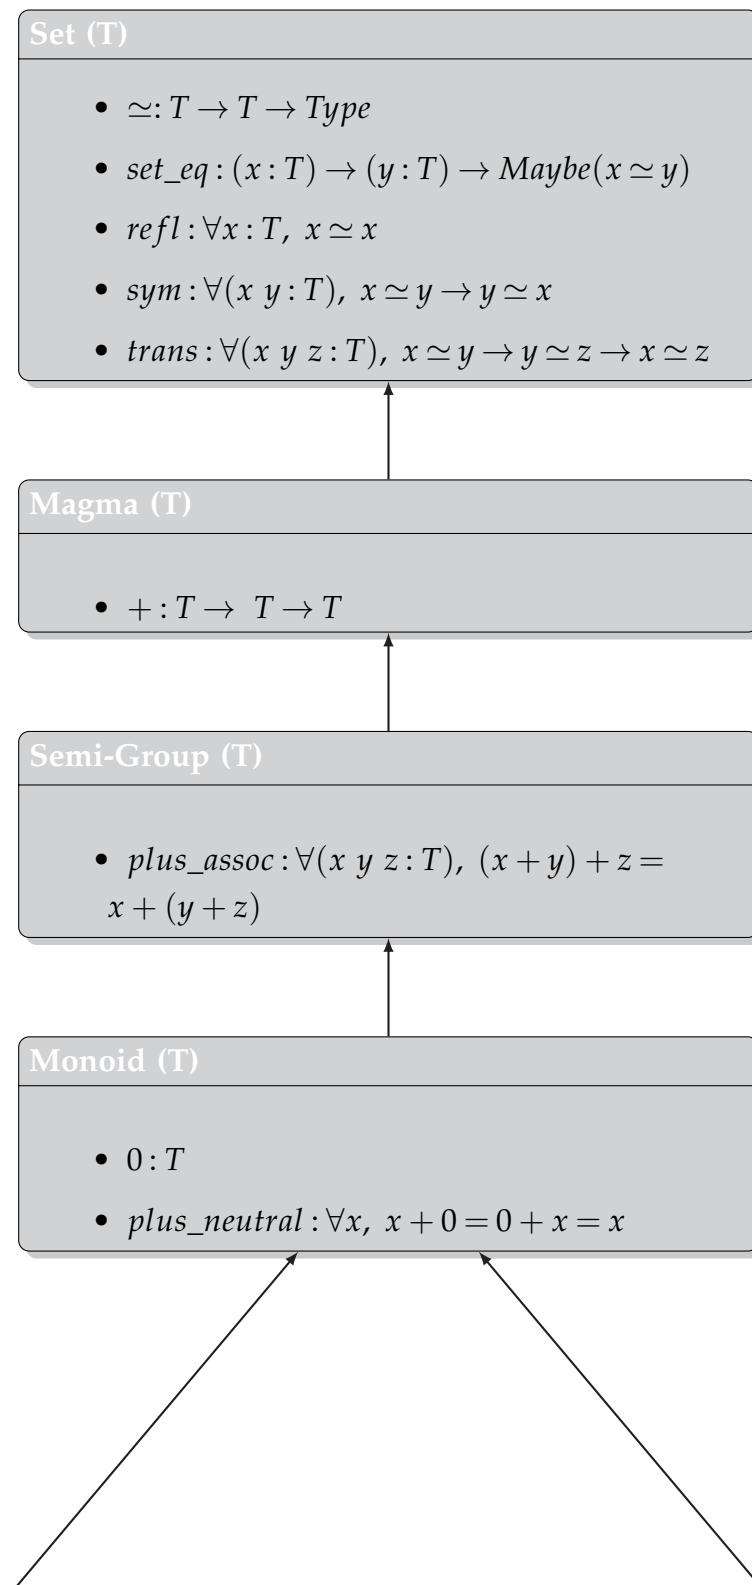 Set (T)
• ≃: T → T → Type
• set_eq : (x : T) → (y : T) → Maybe(x ≃ y)
• refl : ∀x : T, x ≃ x
• sym : ∀(x y : T), x ≃ y → y ≃ x
• trans : ∀(x y z : T), x ≃ y → y ≃ z → x ≃ z
Magma (T)
• + : T → T → T
Semi-Group (T)
• plus_assoc : ∀(x y z : T), (x + y) + z =
x + (y + z)
Monoid (T)
• 0 : T
• plus_neutral : ∀x, x + 0 = 0 + x = x